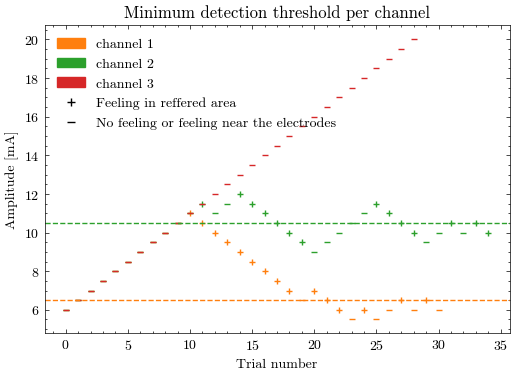 Minimum detection threshold per channel
20
18
16
14
12
10
8
6
Amplitude [mA]
channel 1
channel 2
channel 3
Feeling in reffered area
No feeling or feeling near the electrodes
0 5 10 15 20 25 30 35
Trial number